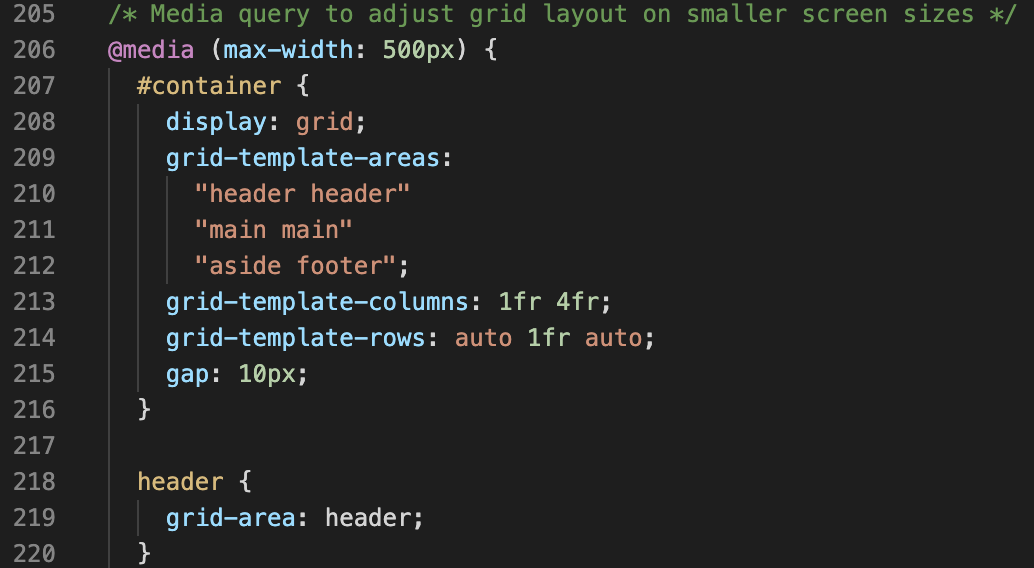 205 /* Media query to adjust grid layout on smaller screen sizes */
206 @media (max-width: 500px) {
207 #container {
208 display: grid;
209 grid-template-areas:
210 "header header"
211 "main main"
212 "aside footer";
213 grid-template-columns: 1fr 4fr;
214 grid-template-rows: auto 1fr auto;
215 gap: 10px;
216 }
217
218 header {
219 grid-area: header;
220 }